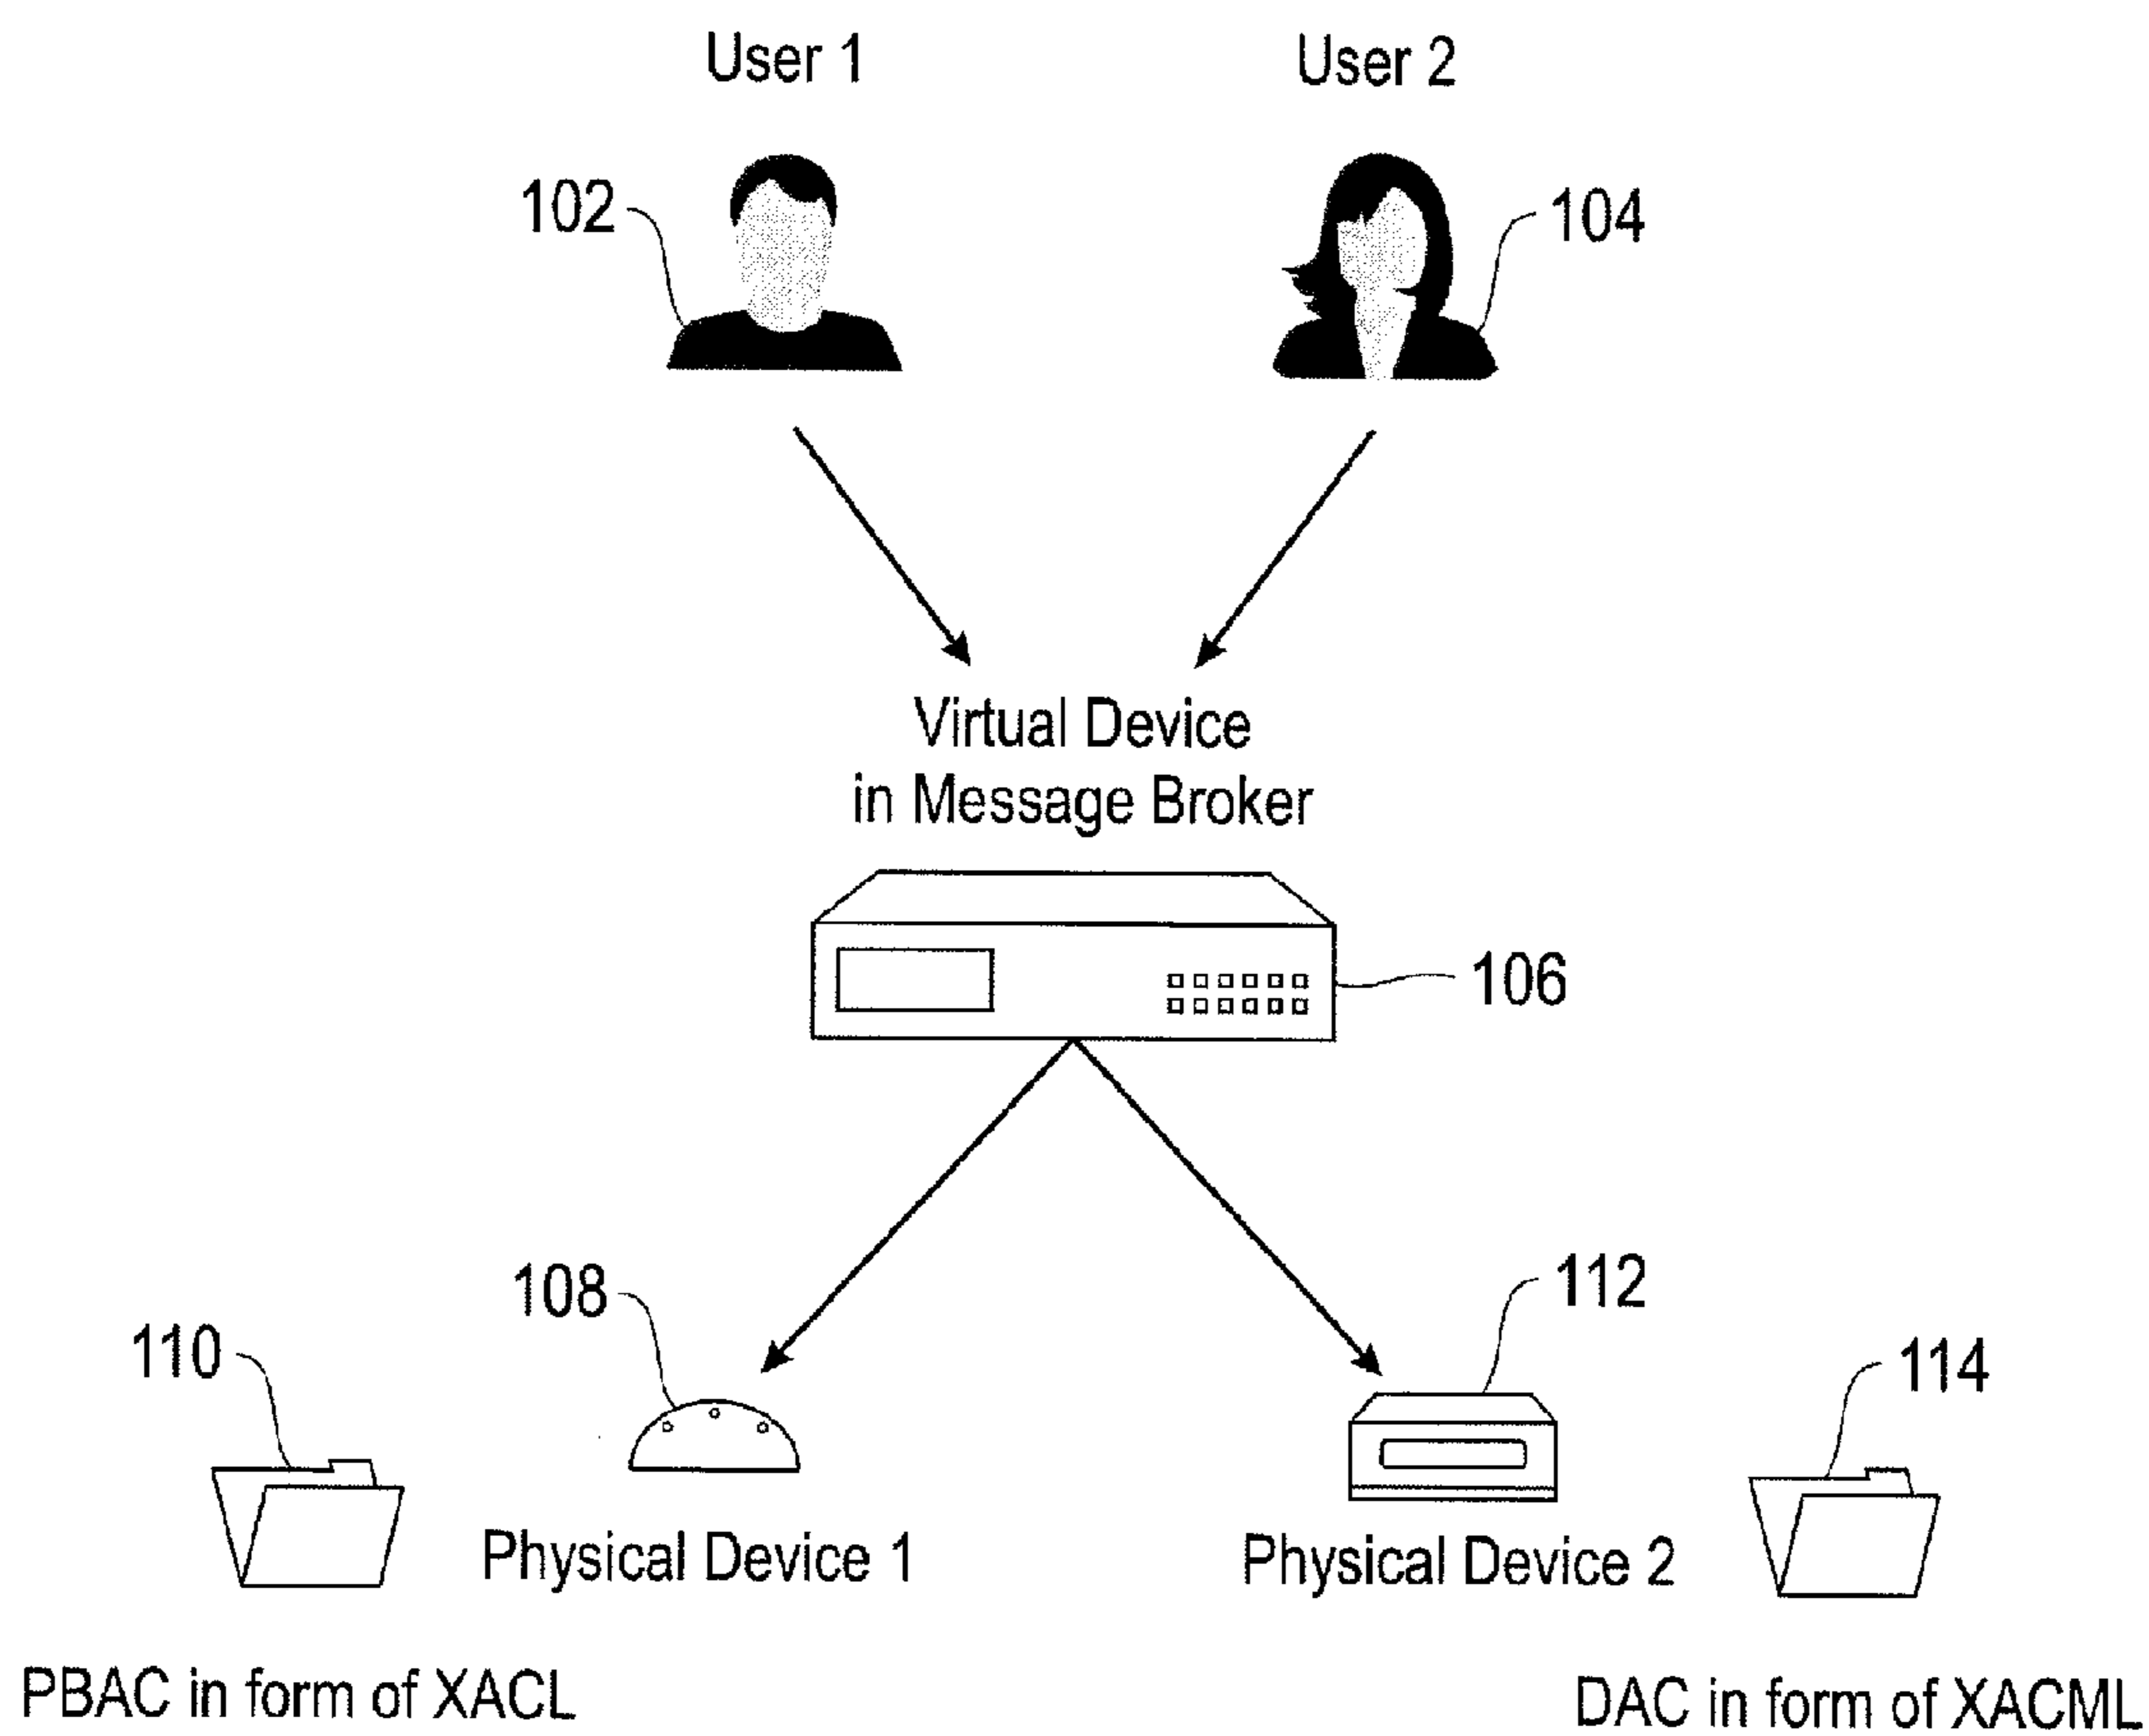 User 1
User 2
102
104
Virtual Device
in Message Broker
106
108
112
110
114
Physical Device 1
Physical Device 2
PBAC in form of XACL
DAC in form of XACML